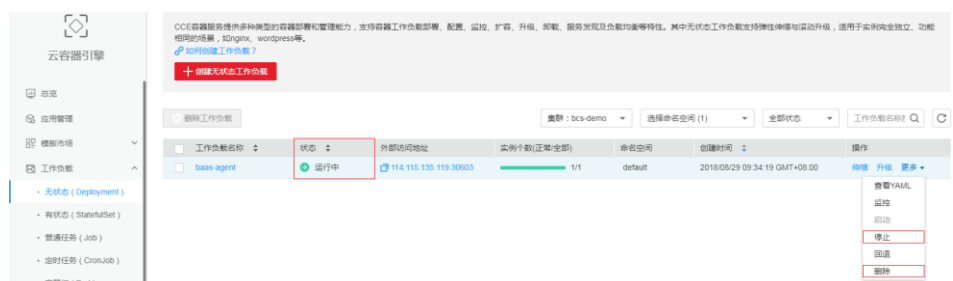 云容器引擎
总览
应用管理
模板市场
工作负载
无状态 ( Deployment )
有状态 ( StatefulSet )
普通任务 ( Job )
定时任务 ( CronJob )
CCE容器服务提供多种类型的容器部署和管理能力，支持容器工作负载部署、配置、监控、扩容、升级、卸载、服务发现及负载均衡等特性。其中无状态工作负载支持弹性伸缩与滚动升级，适用于实例完全独立、功能
相同的场景，如nginx、wordpress等。
如何创建工作负载？
创建无状态工作负载
删除工作负载
集群：bcs-demo
选择命名空间 (1)
全部状态
工作负载名称
工作负载名称 状态 外部访问地址 实例个数(正常/全部) 命名空间 创建时间 操作
baas-agent 运行中 114.115.135.119:30603 1/1 default 2018/08/29 09:34:19 GMT+08:00 伸缩 升级 更多
查看YAML
监控
启动
停止
回退
删除